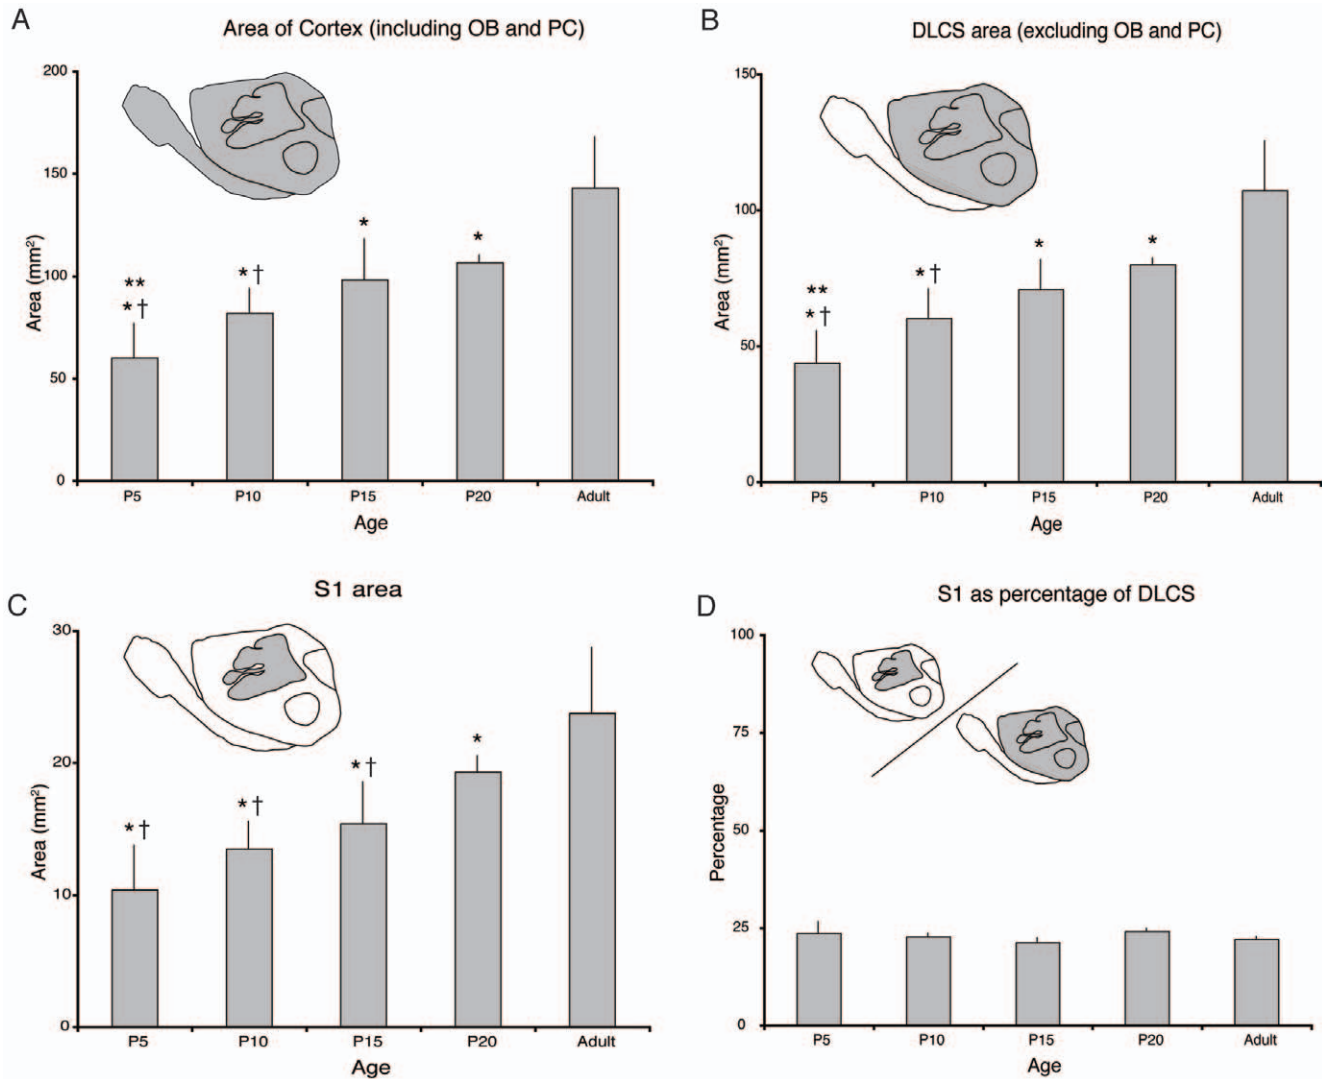 A
Area of Cortex (including OB and PC)
200
150
100
50
0
Area (mm²)
**
*†
*†
*
*
P5 P10 P15 P20 Adult
Age
B
DLCS area (excluding OB and PC)
150
100
50
0
Area (mm²)
**
*†
*†
*
*
P5 P10 P15 P20 Adult
Age
C
S1 area
30
20
10
0
Area (mm²)
*†
*†
*†
*
P5 P10 P15 P20 Adult
Age
D
S1 as percentage of DLCS
100
75
50
25
0
Percentage
P5 P10 P15 P20 Adult
Age